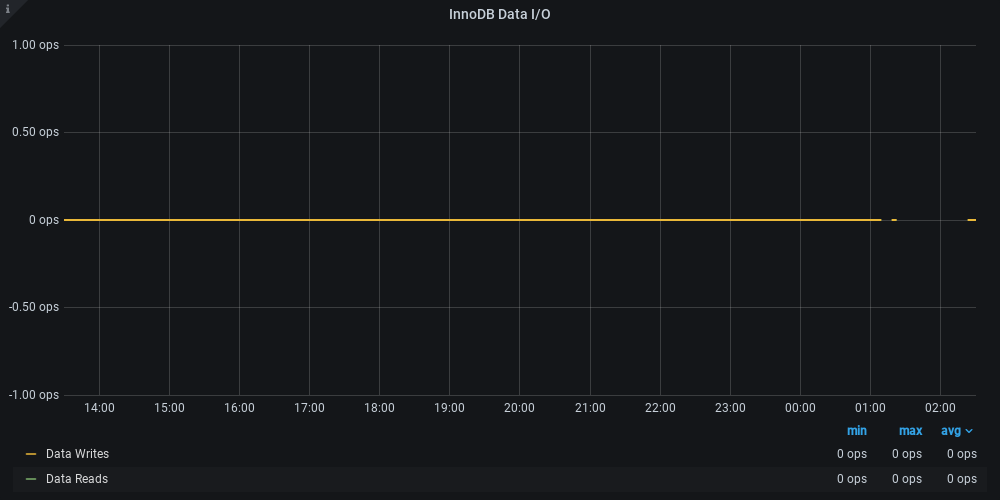 i
InnoDB Data I/O
1.00 ops
0.50 ops
0 ops
-0.50 ops
-1.00 ops
14:00 15:00 16:00 17:00 18:00 19:00 20:00 21:00 22:00 23:00 00:00 01:00 02:00
min max avg
Data Writes 0 ops 0 ops 0 ops
Data Reads 0 ops 0 ops 0 ops